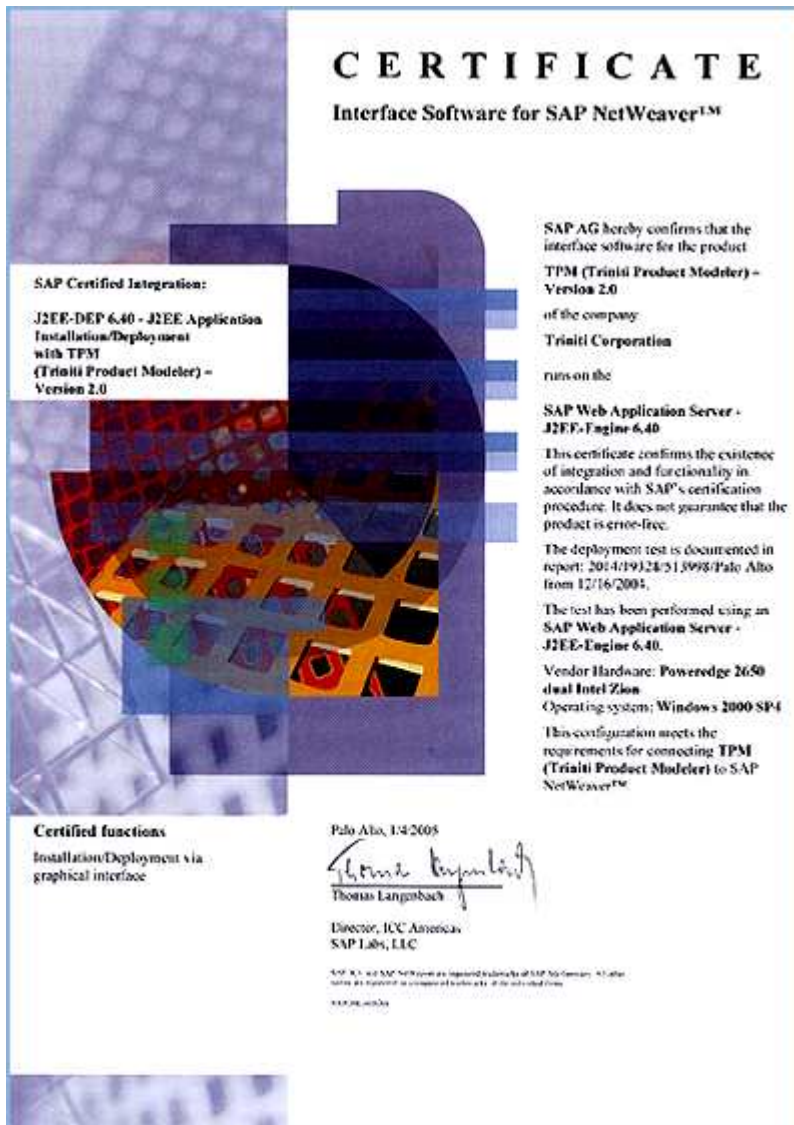 CERTIFICATE
Interface Software for SAP NetWeaver™
SAP Certified Integration:
J2EE-DEP 6.40 - J2EE Application
Installation/Deployment
with TPM
(Triniti Product Modeler) –
Version 2.0
SAP AG hereby confirms that the
interface software for the product
TPM (Triniti Product Modeler) –
Version 2.0
of the company
Triniti Corporation
runs on the
SAP Web Application Server -
J2EE-Engine 6.40
This certificate confirms the existence
of integration and functionality in
accordance with SAP's certification
procedure. It does not guarantee that the
product is error-free.
The deployment test is documented in
report: /Palo Alto
from 12/16/2004.
The test has been performed using an
SAP Web Application Server -
J2EE-Engine 6.40.
Vendor Hardware: Poweredge 2650
dual Intel Zion
Operating system: Windows 2000 SP4
This configuration meets the
requirements for connecting TPM
(Triniti Product Modeler) to SAP
NetWeaver™
Certified functions
Installation/Deployment via
graphical interface
Palo Alto, 1/4/2005
Thomas Langenbach
Director, ICC Americas
SAP Labs, LLC